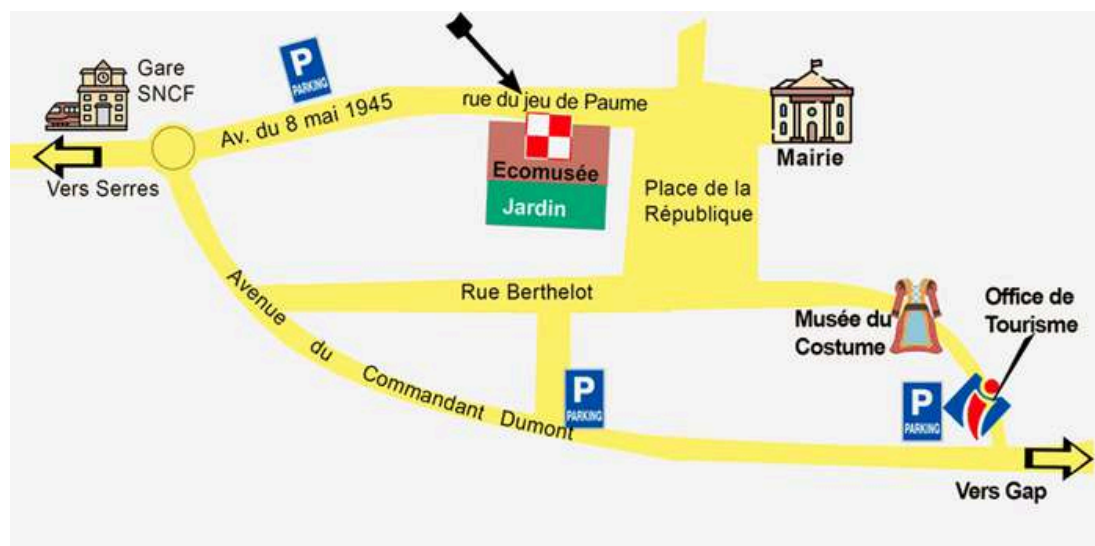 Gare
SNCF
P
PARKING
Av. du 8 mai 1945
rue du jeu de Paume
Mairie
Vers Serres
Ecomusée
Jardin
Place de la
République
Avenue du Commandant Dumont
Rue Berthelot
Musée du
Costume
Office de
Tourisme
P
PARKING
P
PARKING
Vers Gap